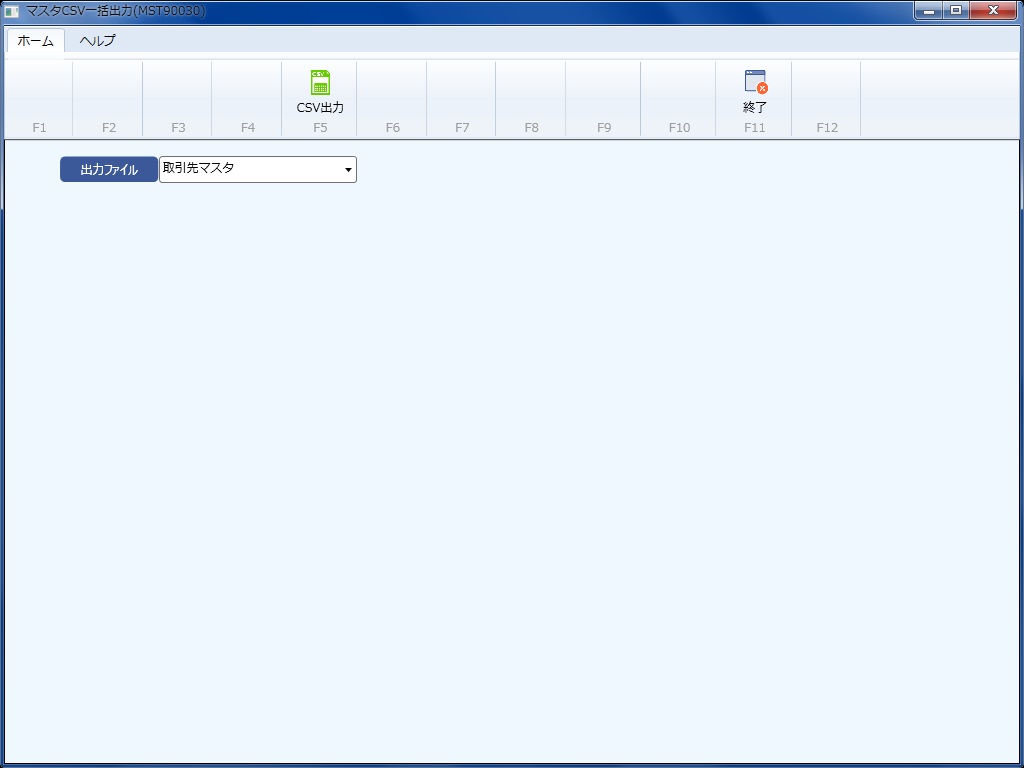 マスタCSV一括出力(MST90030)
ホーム ヘルプ
CSV
CSV出力 終了
F1 F2 F3 F4 F5 F6 F7 F8 F9 F10 F11 F12
出力ファイル 取引先マスタ